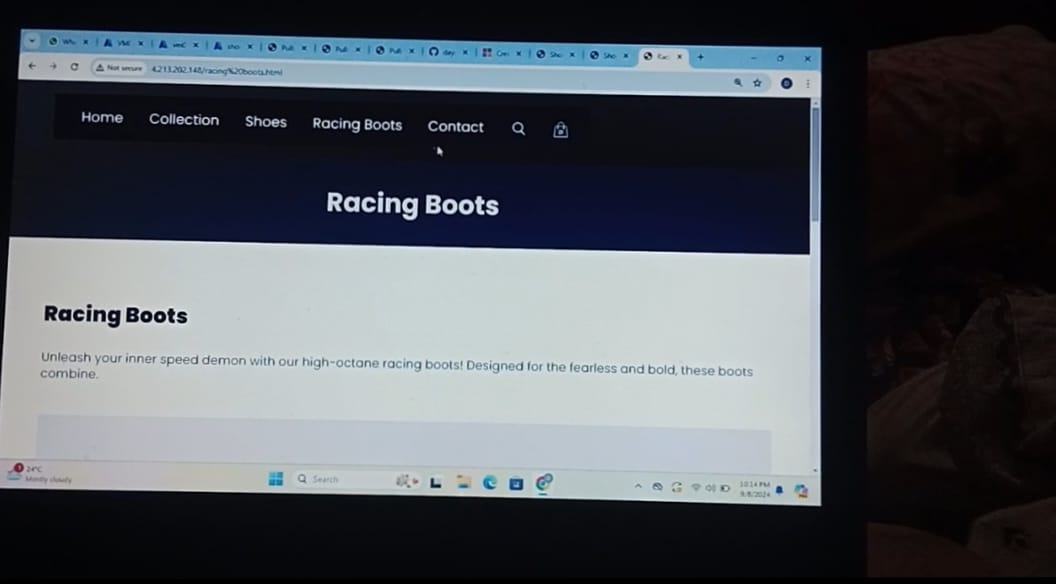 Not secure 4.213.202.148/racing%20boots.html
Home Collection Shoes Racing Boots Contact
Racing Boots
Racing Boots
Unleash your inner speed demon with our high-octane racing boots! Designed for the fearless and bold, these boots
combine.
24°C
Mostly cloudy
Search
10:14 PM
9/8/2024